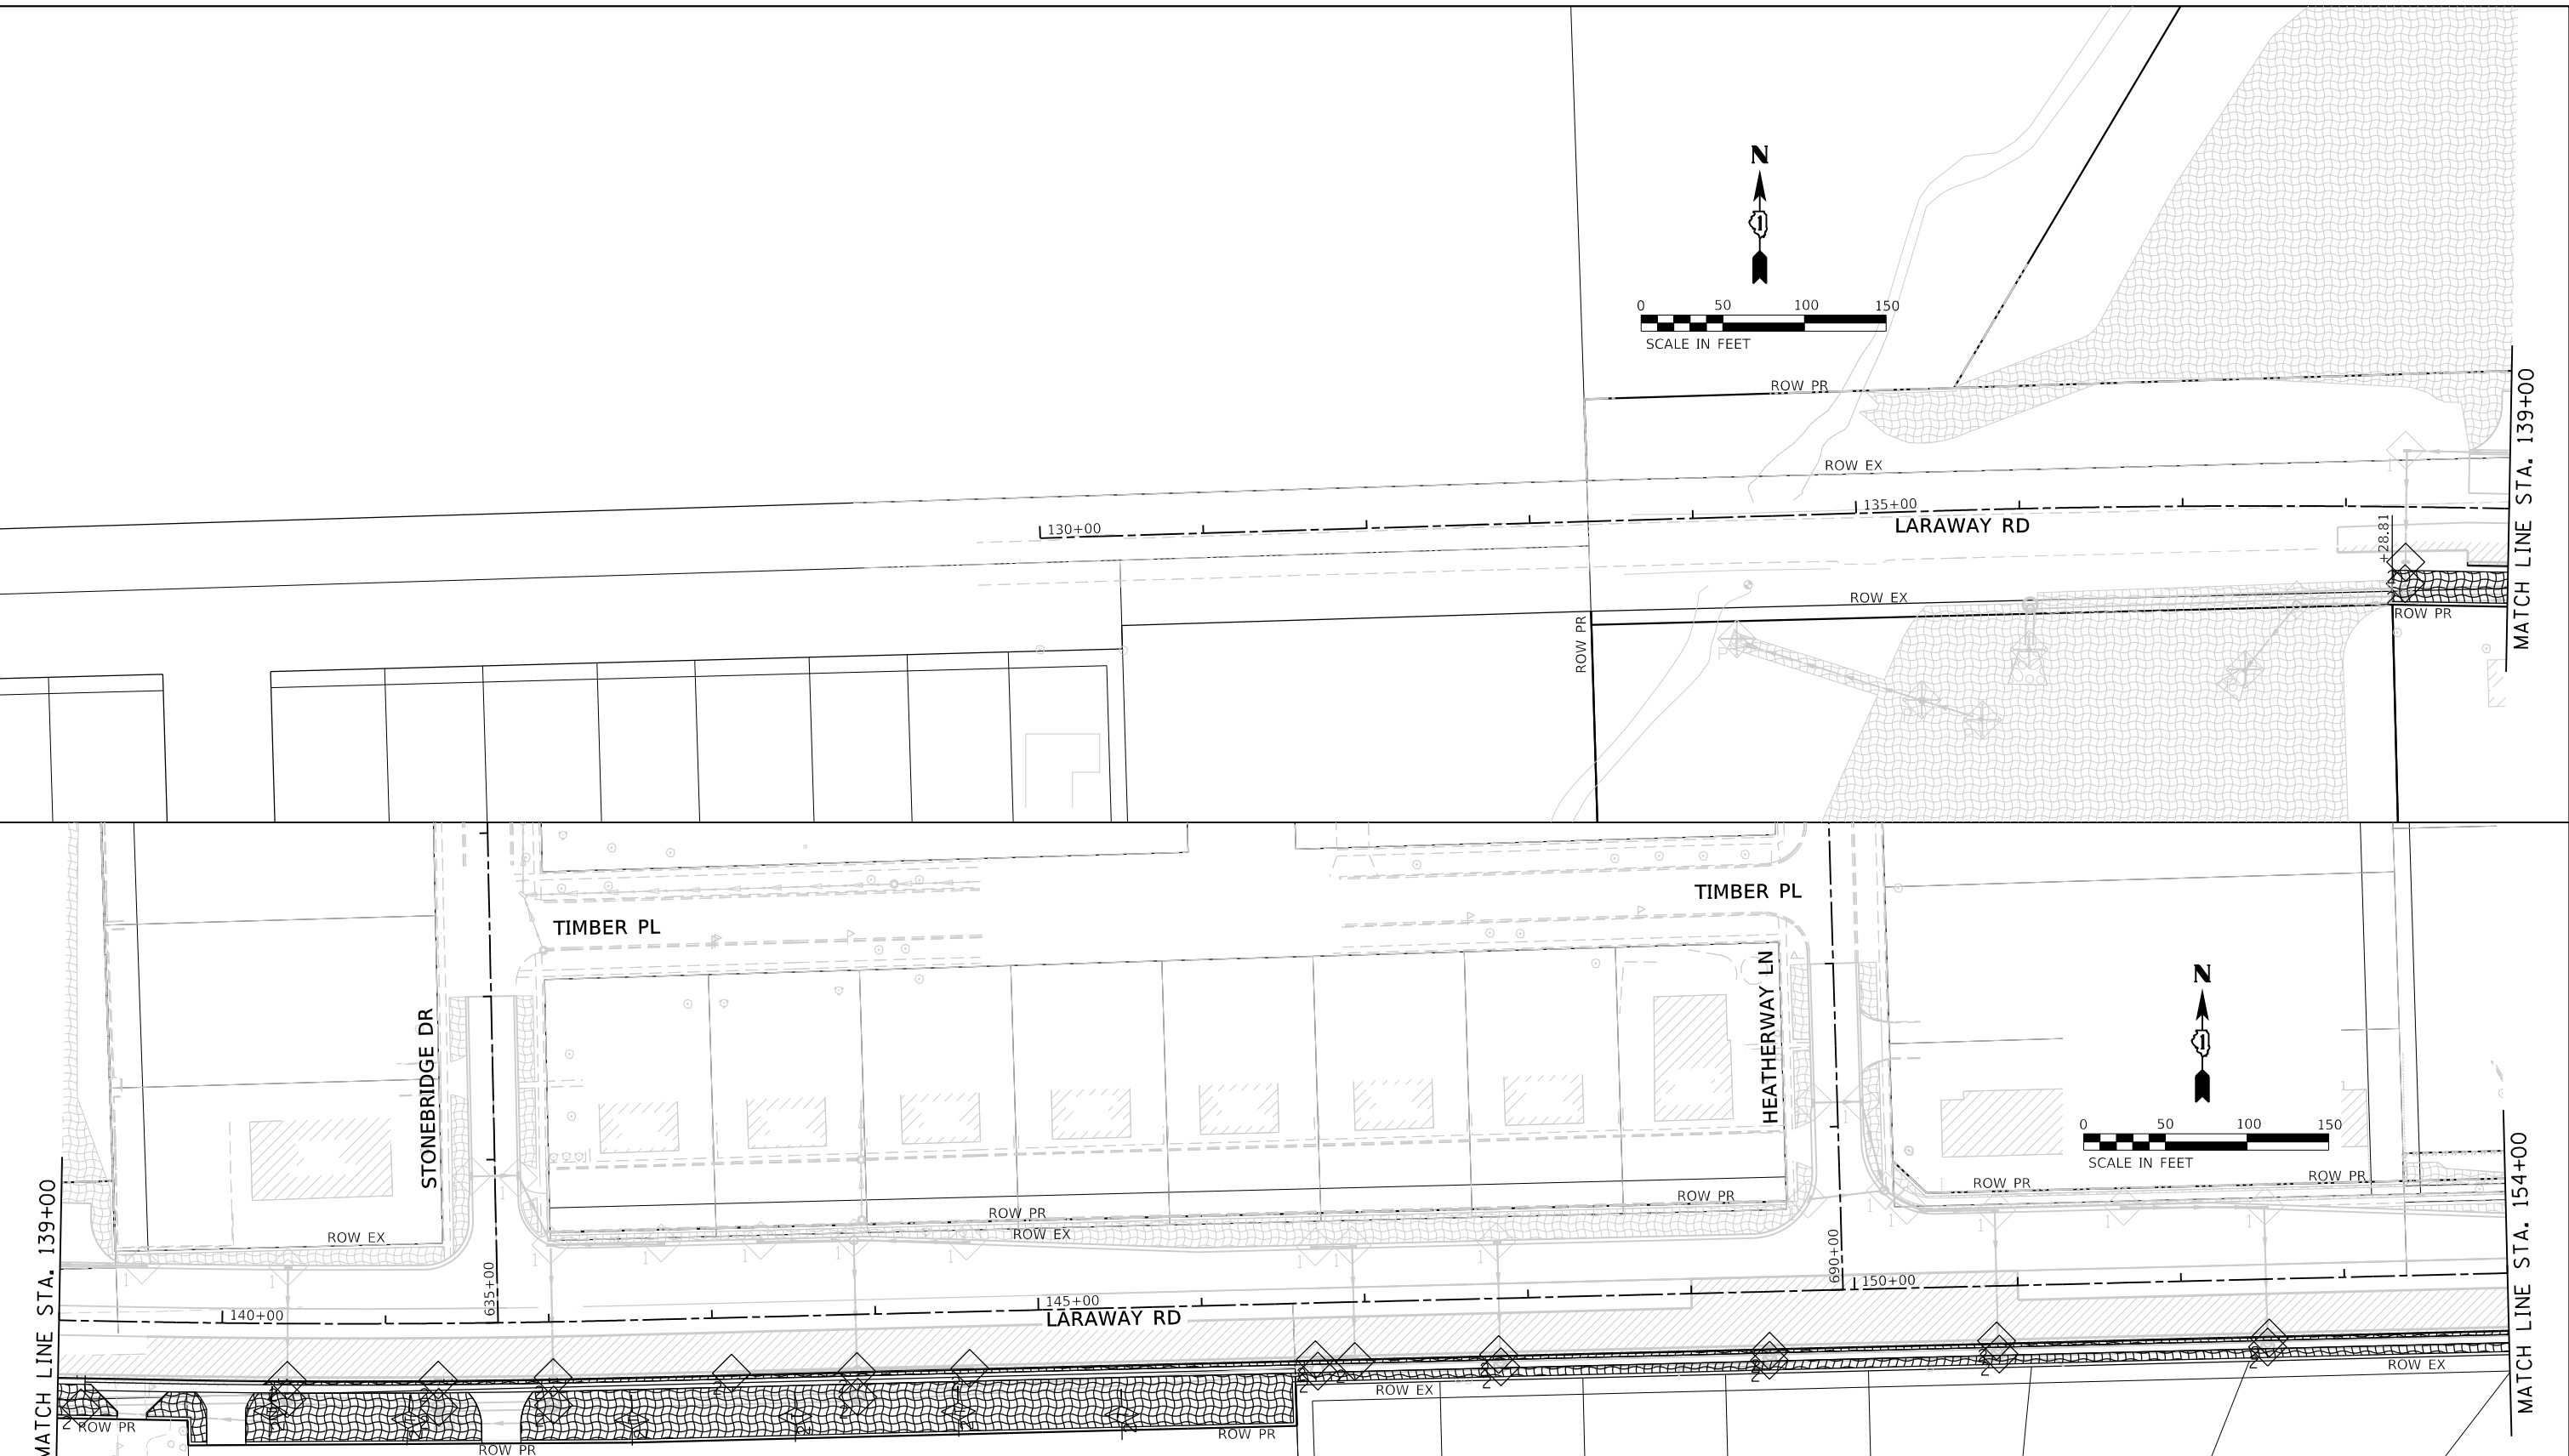 N
0 50 100 150
SCALE IN FEET
ROW PR
ROW EX
130+00
135+00
LARAWAY RD
+28.81
ROW EX
ROW PR
ROW PR
MATCH LINE STA. 139+00
TIMBER PL
TIMBER PL
STONEBRIDGE DR
HEATHERWAY LN
N
0 50 100 150
SCALE IN FEET
ROW PR
ROW PR
ROW PR
ROW PR
ROW EX
ROW EX
MATCH LINE STA. 139+00
MATCH LINE STA. 154+00
635+00
690+00
140+00
145+00
150+00
LARAWAY RD
ROW EX
ROW EX
ROW PR
ROW PR
ROW PR